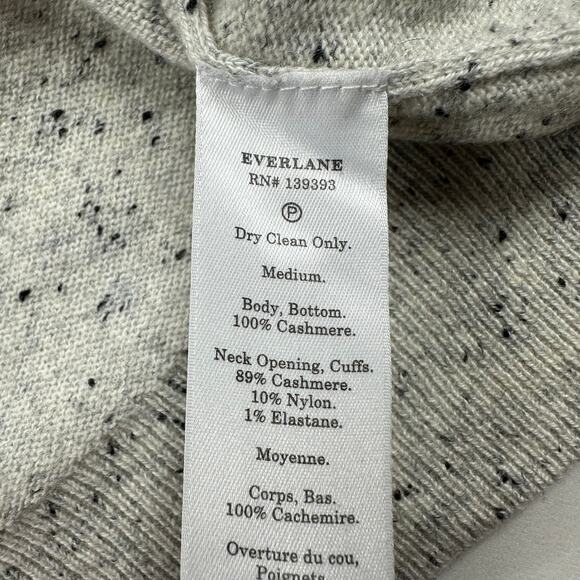 EVERLANE
RN# 139393
P
Dry Clean Only.
Medium.
Body, Bottom.
100% Cashmere.
Neck Opening, Cuffs.
89% Cashmere.
10% Nylon.
1% Elastane.
Moyenne.
Corps, Bas.
100% Cachemire.
Overture du cou,
Poignets